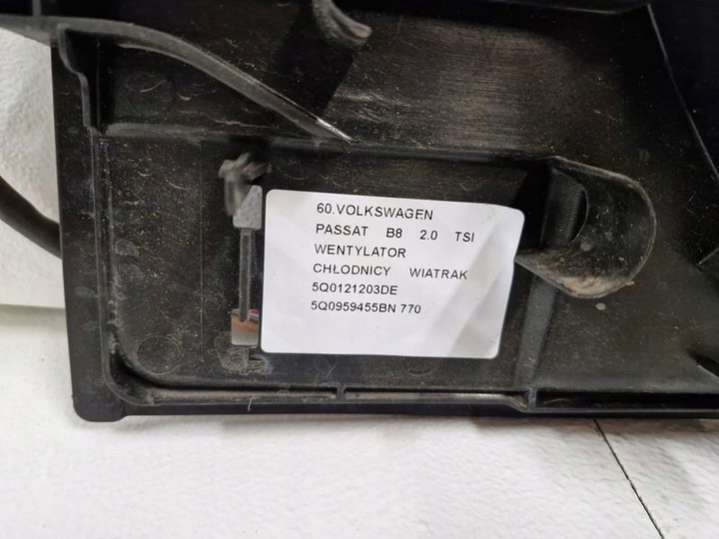 60.VOLKSWAGEN
PASSAT B8 2.0 TSI
WENTYLATOR
CHŁODNICY WIATRAK
5Q0121203DE
5Q0959455BN 770